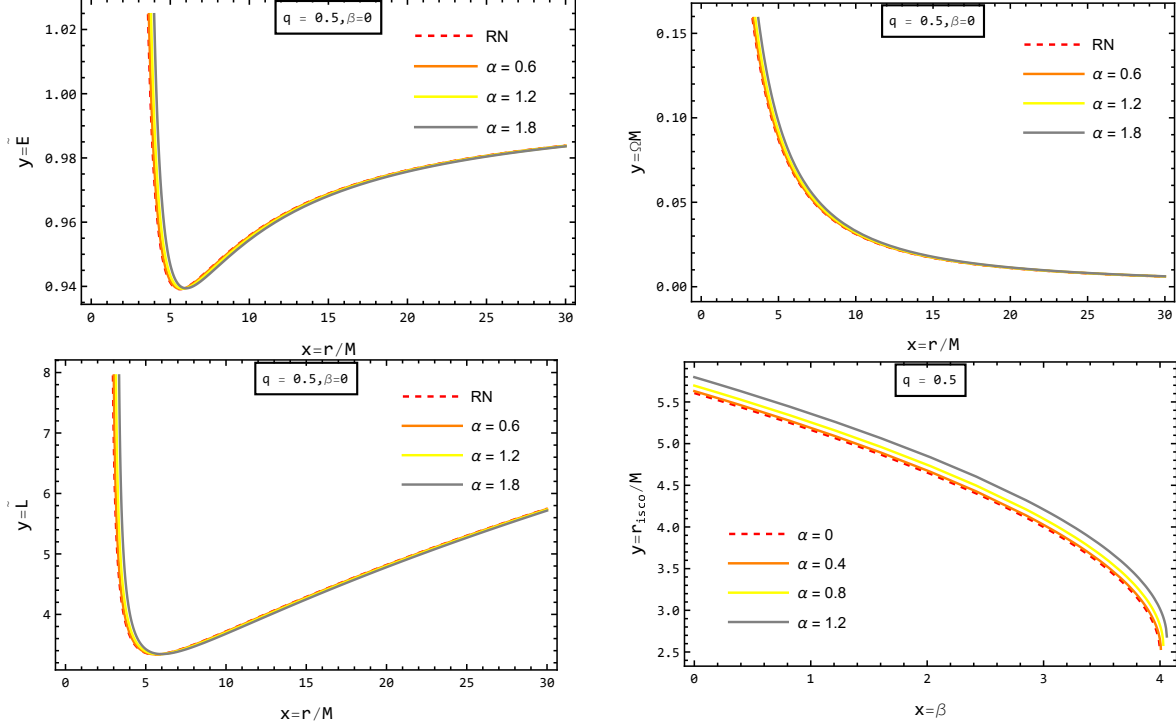 q = 0.5,β=0
RN
α = 0.6
α = 1.2
α = 1.8
1.02
1.00
0.98
0.96
0.94
y=Ẽ
0 5 10 15 20 25 30
x=r/M
q = 0.5,β=0
RN
α = 0.6
α = 1.2
α = 1.8
0.15
0.10
0.05
0.00
y=ΩM
0 5 10 15 20 25 30
x=r/M
q = 0.5,β=0
RN
α = 0.6
α = 1.2
α = 1.8
8
7
6
5
4
y=L̃
0 5 10 15 20 25 30
x=r/M
q = 0.5
5.5
5.0
4.5
4.0
3.5
3.0
2.5
y=r_isco/M
α = 0
α = 0.4
α = 0.8
α = 1.2
0 1 2 3 4
x=β